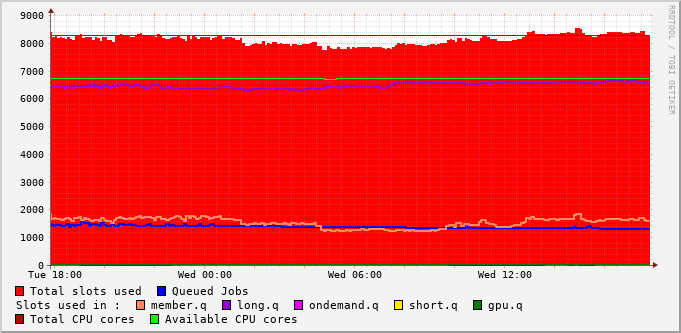 9000
8000
7000
6000
5000
4000
3000
2000
1000
0
Tue 18:00 Wed 00:00 Wed 06:00 Wed 12:00
RRDTOOL / TOBI OETIKER
Total slots used Queued Jobs
Slots used in : member.q long.q ondemand.q short.q gpu.q
Total CPU cores Available CPU cores